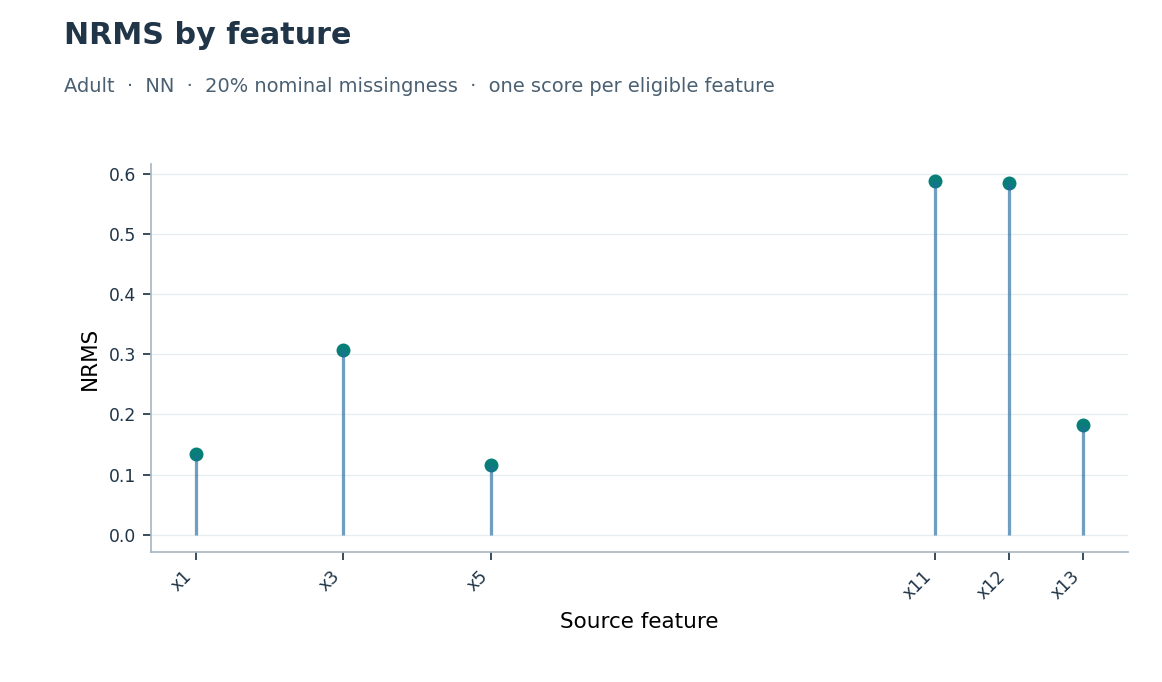 NRMS by feature
Adult · NN · 20% nominal missingness · one score per eligible feature
0.6
0.5
0.4
0.3
0.2
0.1
0.0
NRMS
x1
x3
x5
x11
x12
x13
Source feature